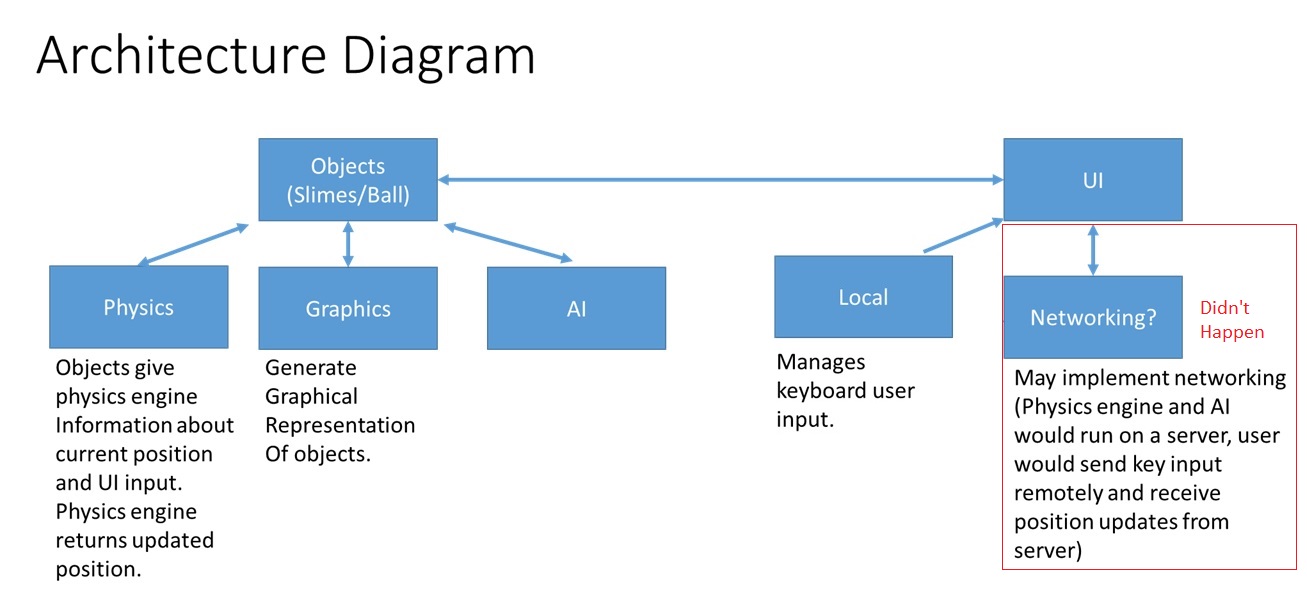 Architecture Diagram
Objects
(Slimes/Ball)
UI
Physics
Graphics
AI
Local
Networking?
Didn't
Happen
Objects give
physics engine
Information about
current position
and UI input.
Physics engine
returns updated
position.
Generate
Graphical
Representation
Of objects.
Manages
keyboard user
input.
May implement networking
(Physics engine and AI
would run on a server, user
would send key input
remotely and receive
position updates from
server)